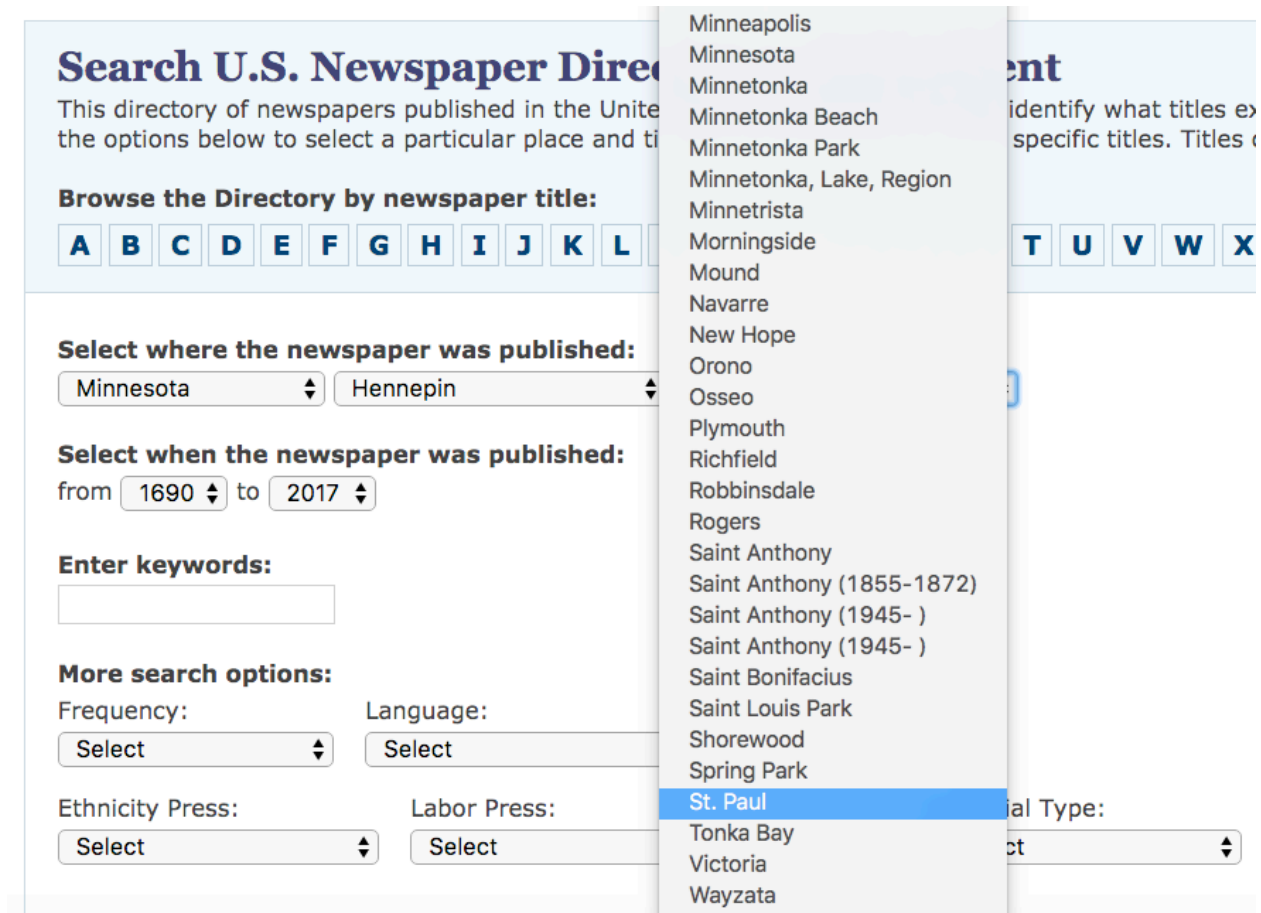 Search U.S. Newspaper Dire ent
This directory of newspapers published in the Unite identify what titles ex
the options below to select a particular place and ti specific titles. Titles
Browse the Directory by newspaper title:
A B C D E F G H I J K L T U V W X
Select where the newspaper was published:
Minnesota Hennepin
Select when the newspaper was published:
from 1690 to 2017
Enter keywords:
More search options:
Frequency: Language:
Select Select
Ethnicity Press: Labor Press: ial Type:
Select Select ct
Minneapolis
Minnesota
Minnetonka
Minnetonka Beach
Minnetonka Park
Minnetonka, Lake, Region
Minnetrista
Morningside
Mound
Navarre
New Hope
Orono
Osseo
Plymouth
Richfield
Robbinsdale
Rogers
Saint Anthony
Saint Anthony (1855-1872)
Saint Anthony (1945- )
Saint Anthony (1945- )
Saint Bonifacius
Saint Louis Park
Shorewood
Spring Park
St. Paul
Tonka Bay
Victoria
Wayzata